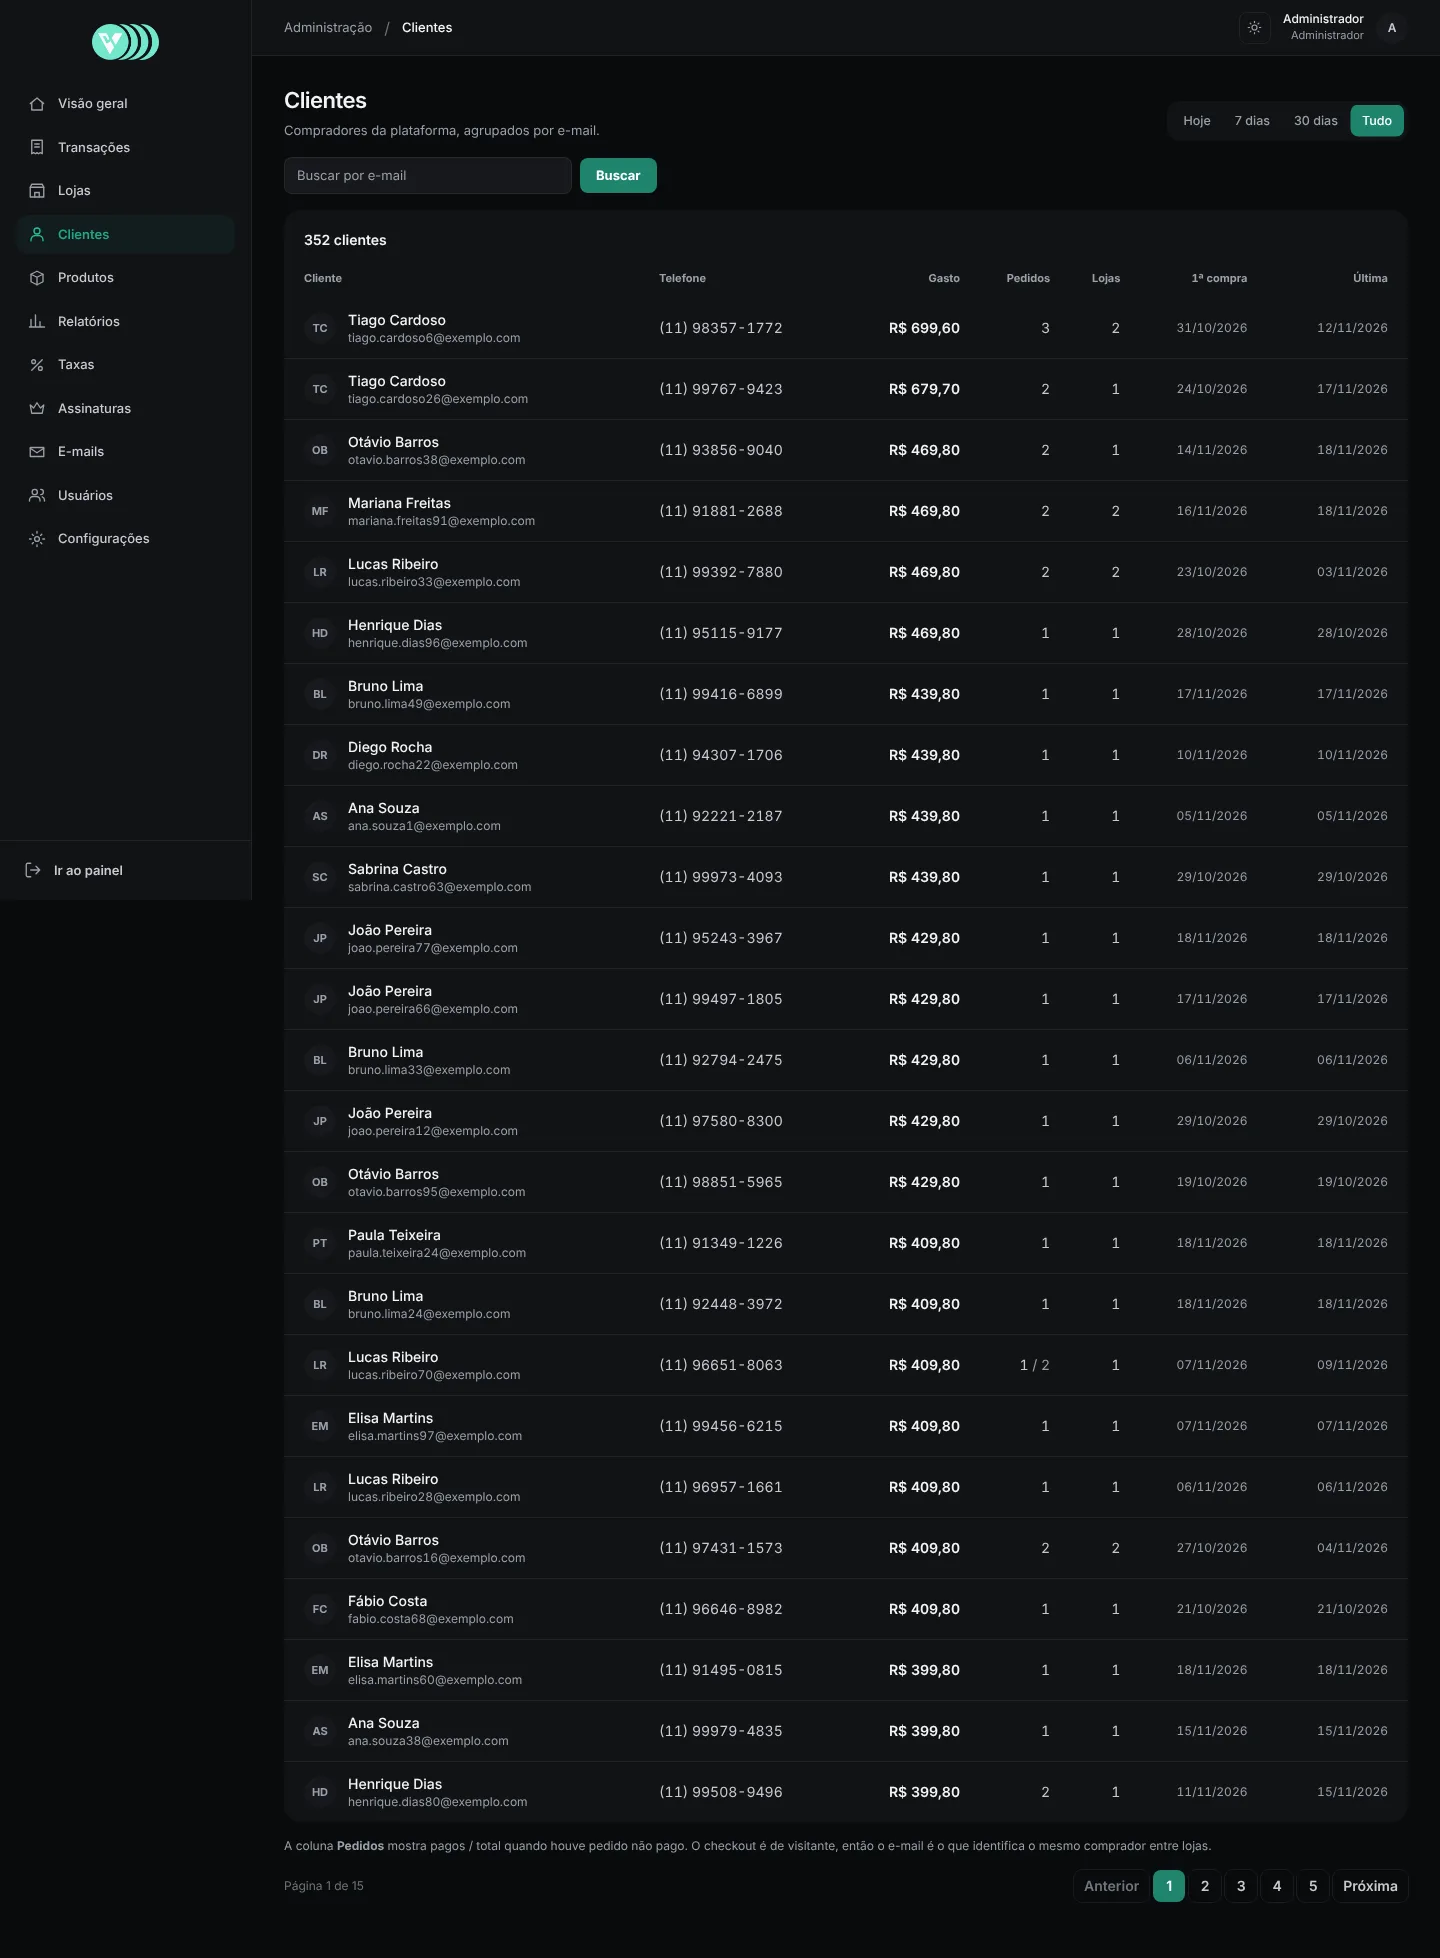 Administração / Clientes
Administrador
Administrador
A
Visão geral
Transações
Lojas
Clientes
Produtos
Relatórios
Taxas
Assinaturas
E-mails
Usuários
Configurações
Ir ao painel
Clientes
Compradores da plataforma, agrupados por e-mail.
Hoje 7 dias 30 dias Tudo
Buscar por e-mail Buscar
352 clientes
Cliente Telefone Gasto Pedidos Lojas 1ª compra Última
TC Tiago Cardoso (11) 98357-1772 R$ 699,60 3 2 31/10/2026 12/11/2026
tiago.cardoso6@exemplo.com
TC Tiago Cardoso (11) 99767-9423 R$ 679,70 2 1 24/10/2026 17/11/2026
tiago.cardoso26@exemplo.com
OB Otávio Barros (11) 93856-9040 R$ 469,80 2 1 14/11/2026 18/11/2026
otavio.barros38@exemplo.com
MF Mariana Freitas (11) 91881-2688 R$ 469,80 2 2 16/11/2026 18/11/2026
mariana.freitas91@exemplo.com
LR Lucas Ribeiro (11) 99392-7880 R$ 469,80 2 2 23/10/2026 03/11/2026
lucas.ribeiro33@exemplo.com
HD Henrique Dias (11) 95115-9177 R$ 469,80 1 1 28/10/2026 28/10/2026
henrique.dias96@exemplo.com
BL Bruno Lima (11) 99416-6899 R$ 439,80 1 1 17/11/2026 17/11/2026
bruno.lima49@exemplo.com
DR Diego Rocha (11) 94307-1706 R$ 439,80 1 1 10/11/2026 10/11/2026
diego.rocha22@exemplo.com
AS Ana Souza (11) 92221-2187 R$ 439,80 1 1 05/11/2026 05/11/2026
ana.souza1@exemplo.com
SC Sabrina Castro (11) 99973-4093 R$ 439,80 1 1 29/10/2026 29/10/2026
sabrina.castro63@exemplo.com
JP João Pereira (11) 95243-3967 R$ 429,80 1 1 18/11/2026 18/11/2026
joao.pereira77@exemplo.com
JP João Pereira (11) 99497-1805 R$ 429,80 1 1 17/11/2026 17/11/2026
joao.pereira66@exemplo.com
BL Bruno Lima (11) 92794-2475 R$ 429,80 1 1 06/11/2026 06/11/2026
bruno.lima33@exemplo.com
JP João Pereira (11) 97580-8300 R$ 429,80 1 1 29/10/2026 29/10/2026
joao.pereira12@exemplo.com
OB Otávio Barros (11) 98851-5965 R$ 429,80 1 1 19/10/2026 19/10/2026
otavio.barros95@exemplo.com
PT Paula Teixeira (11) 91349-1226 R$ 409,80 1 1 18/11/2026 18/11/2026
paula.teixeira24@exemplo.com
BL Bruno Lima (11) 92448-3972 R$ 409,80 1 1 18/11/2026 18/11/2026
bruno.lima24@exemplo.com
LR Lucas Ribeiro (11) 96651-8063 R$ 409,80 1 / 2 1 07/11/2026 09/11/2026
lucas.ribeiro70@exemplo.com
EM Elisa Martins (11) 99456-6215 R$ 409,80 1 1 07/11/2026 07/11/2026
elisa.martins97@exemplo.com
LR Lucas Ribeiro (11) 96957-1661 R$ 409,80 1 1 06/11/2026 06/11/2026
lucas.ribeiro28@exemplo.com
OB Otávio Barros (11) 97431-1573 R$ 409,80 2 2 27/10/2026 04/11/2026
otavio.barros16@exemplo.com
FC Fábio Costa (11) 96646-8982 R$ 409,80 1 1 21/10/2026 21/10/2026
fabio.costa68@exemplo.com
EM Elisa Martins (11) 91495-0815 R$ 399,80 1 1 18/11/2026 18/11/2026
elisa.martins60@exemplo.com
AS Ana Souza (11) 99979-4835 R$ 399,80 1 1 15/11/2026 15/11/2026
ana.souza38@exemplo.com
HD Henrique Dias (11) 99508-9496 R$ 399,80 2 1 11/11/2026 15/11/2026
henrique.dias80@exemplo.com
A coluna Pedidos mostra pagos / total quando houve pedido não pago. O checkout é de visitante, então o e-mail é o que identifica o mesmo comprador entre lojas.
Página 1 de 15 Anterior 1 2 3 4 5 Próxima